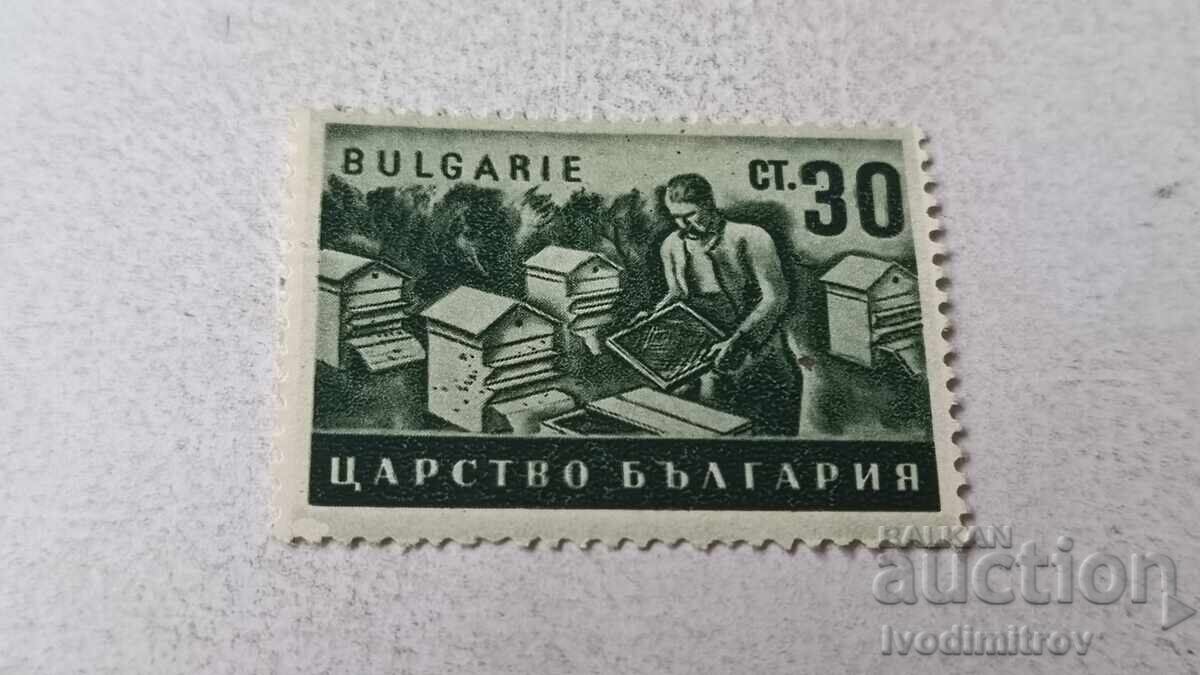 BULGARIE
СТ. 30
ЦАРСТВО БЪЛГАРИЯ
BALKAN
auction
Ivodimitrov